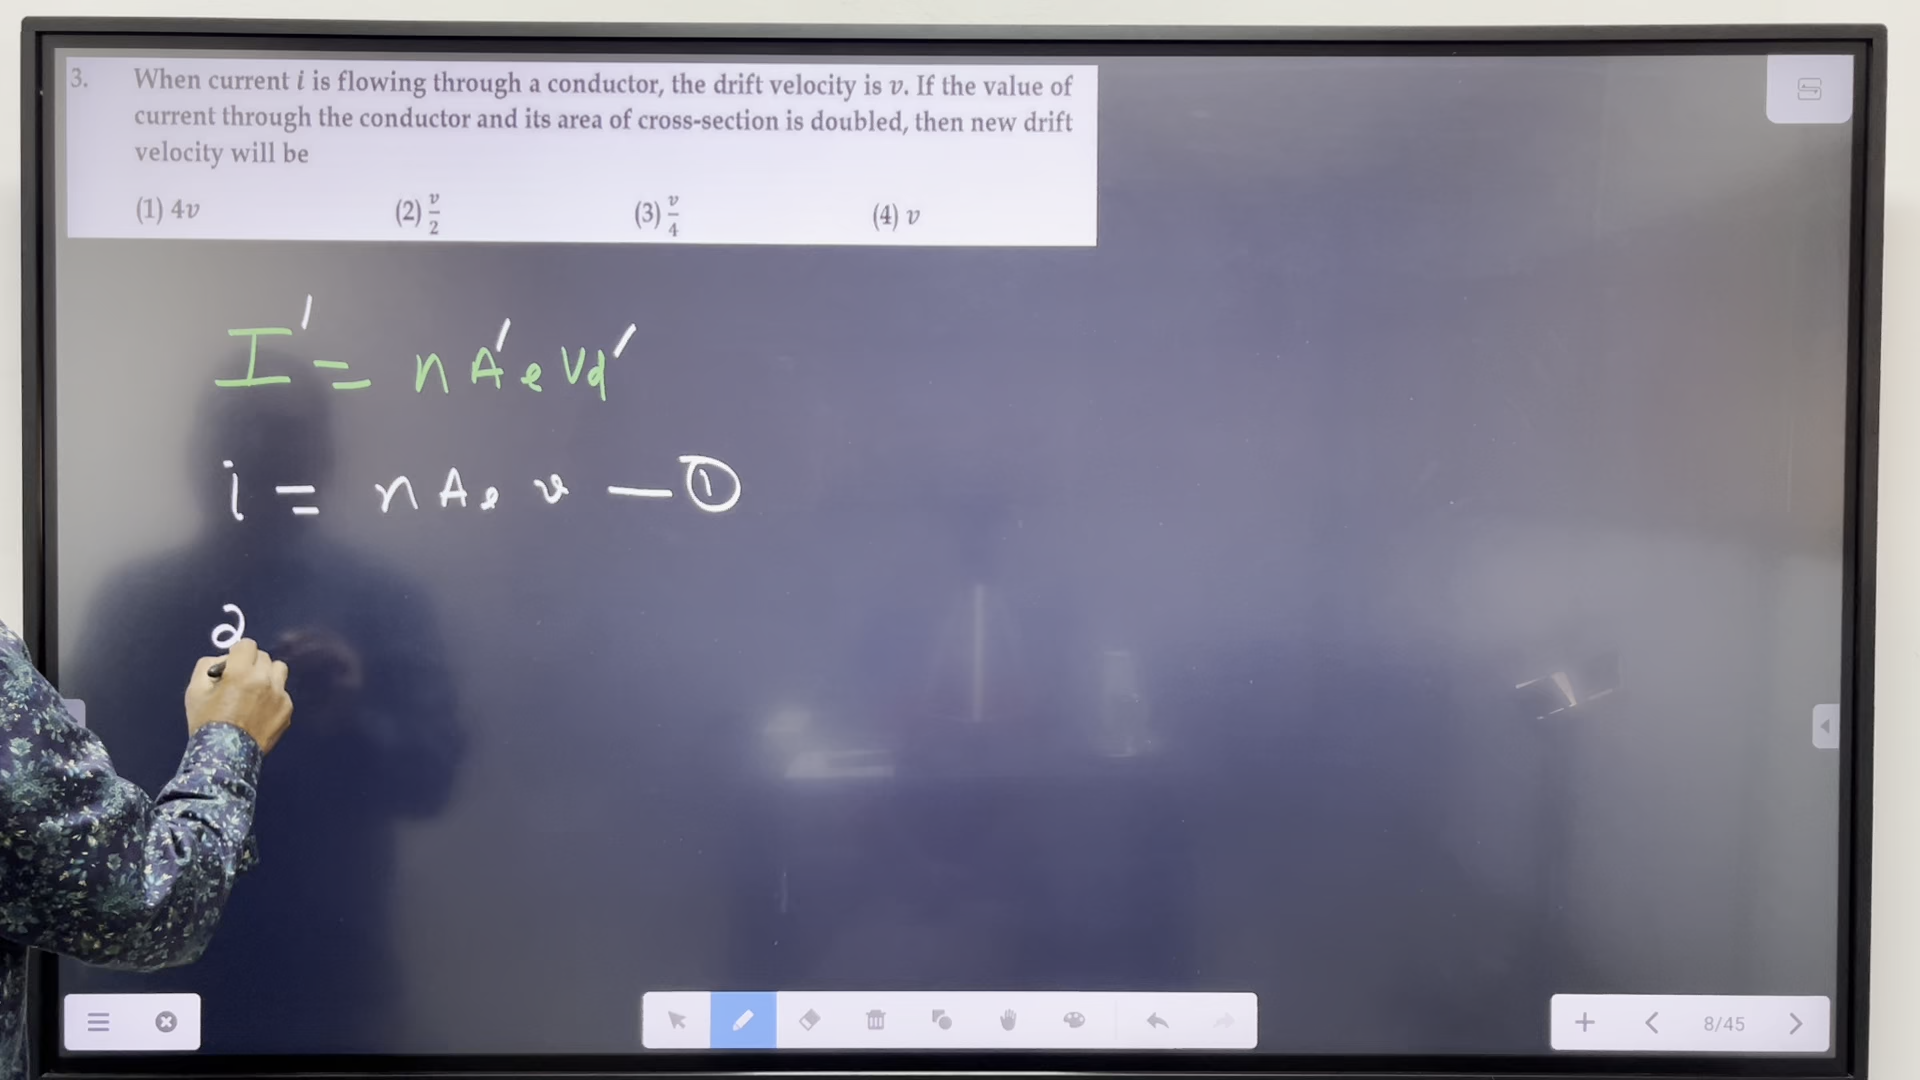 3. When current i is flowing through a conductor, the drift velocity is v. If the value of
current through the conductor and its area of cross-section is doubled, then new drift
velocity will be
(1) 4v (2) v/2 (3) v/4 (4) v
I' = n A' e Vd'
i = n A e v — ①
2
8/45